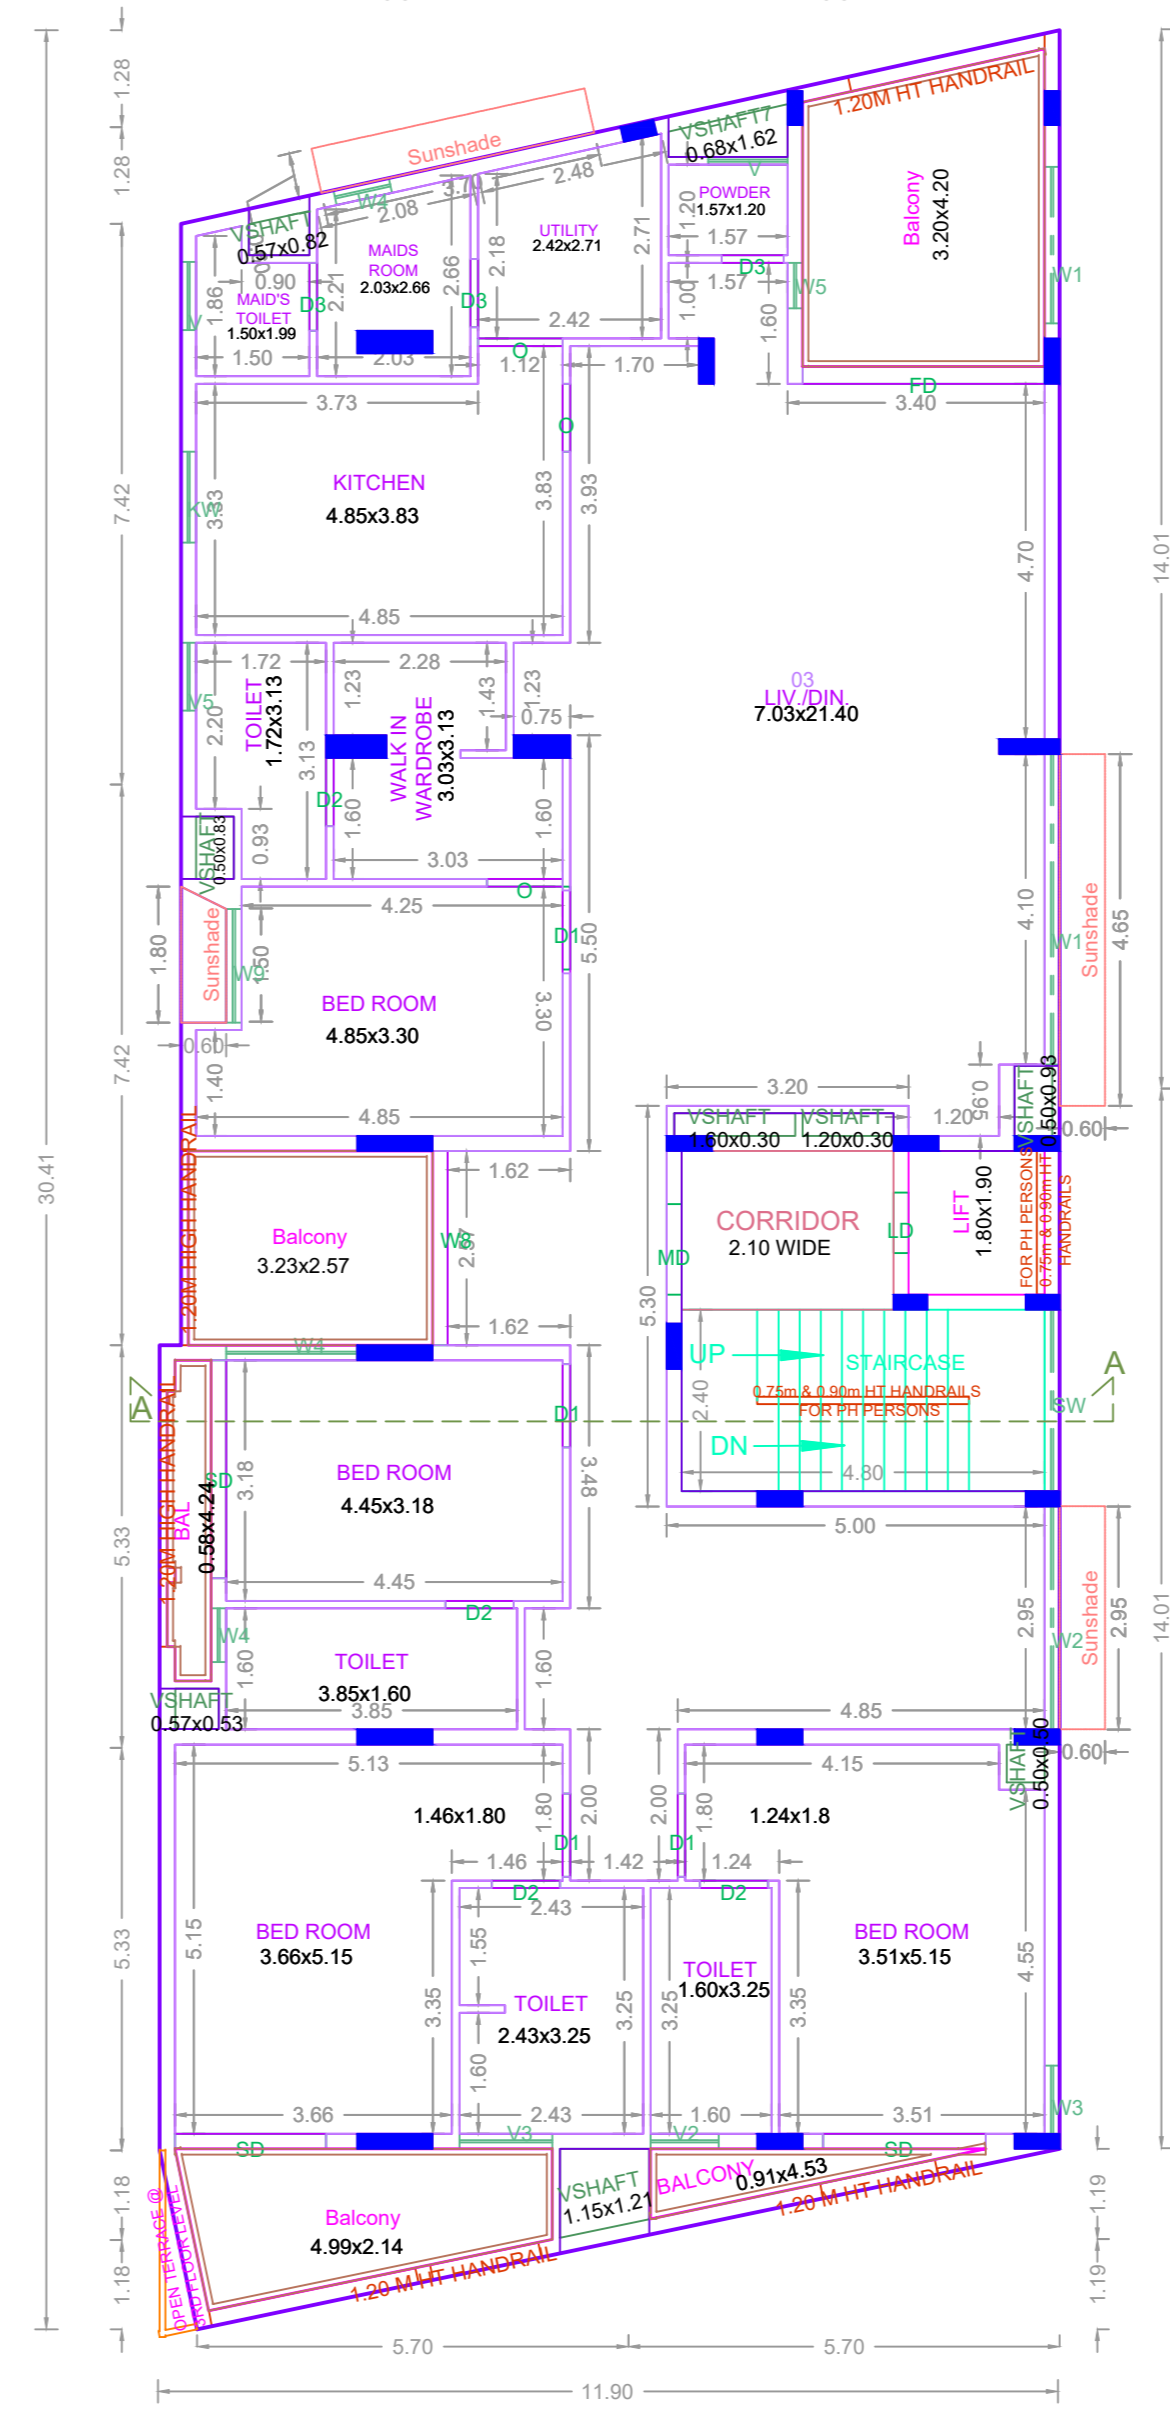 1.28
1.28
7.42
7.42
5.33
5.33
1.18
1.18
30.41
14.01
14.01
1.19
1.19
1.20M HT HANDRAIL
Balcony
3.20x4.20
W1
FD
3.40
VSHAFT7
0.68x1.62
V
POWDER
1.57x1.20
1.20
1.57
D3
1.57
1.00
1.60
W5
Sunshade
2.48
3.70
W4
2.08
UTILITY
2.42x2.71
2.18
2.71
2.42
VSHAFT
0.57x0.82
MAIDS
ROOM
2.03x2.66
2.21
2.66
D3
2.03
0.90
MAID'S
TOILET
1.50x1.99
D3
V
1.86
1.50
O
1.12
1.70
3.73
O
KITCHEN
4.85x3.83
KW
3.33
3.83
3.93
4.85
4.70
03
LIV./DIN.
7.03x21.40
1.72
2.28
V5
2.20
TOILET
1.72x3.13
3.13
1.23
1.43
1.23
0.75
WALK IN
WARDROBE
3.03x3.13
D2
1.60
1.60
3.03
VSHAFT
0.50x0.83
0.93
O
4.25
D1
5.50
4.10
W1
Sunshade
4.65
1.80
Sunshade
W9
1.50
BED ROOM
4.85x3.30
3.30
0.60
1.40
4.85
3.20
VSHAFT
1.60x0.30
VSHAFT
1.20x0.30
1.20
0.95
VSHAFT
0.50x0.93
0.60
1.20M HIGH HANDRAIL
Balcony
3.23x2.57
1.62
W8
2.57
1.62
CORRIDOR
2.10 WIDE
MD
LD
LIFT
1.80x1.90
FOR PH PERSONS
0.75m & 0.90m HT
HANDRAILS
5.30
W4
UP
STAIRCASE
0.75m & 0.90m HT HANDRAILS
FOR PH PERSONS
DN
2.40
4.80
5.00
SW
A
A
1.20M HIGH HANDRAIL
BAL
0.58x4.24
SD
3.18
BED ROOM
4.45x3.18
D1
3.48
4.45
D2
W4
1.60
TOILET
3.85x1.60
3.85
1.60
VSHAFT
0.57x0.53
2.95
W2
Sunshade
2.95
4.85
0.60
5.13
4.15
VSHAFT
0.50x0.50
1.46x1.80
1.80
2.00
2.00
1.80
1.24x1.8
D1
D1
1.46
1.42
1.24
D2
D2
2.43
5.15
BED ROOM
3.66x5.15
3.35
1.55
TOILET
2.43x3.25
1.60
3.25
3.25
TOILET
1.60x3.25
3.35
BED ROOM
3.51x5.15
4.55
3.66
2.43
1.60
3.51
W3
SD
V3
V2
SD
VSHAFT
1.15x1.21
BALCONY
0.91x4.53
1.20 M HT HANDRAIL
Balcony
4.99x2.14
1.20 M HT HANDRAIL
OPEN TERRACE @
3RD FLOOR LEVEL
5.70
5.70
11.90